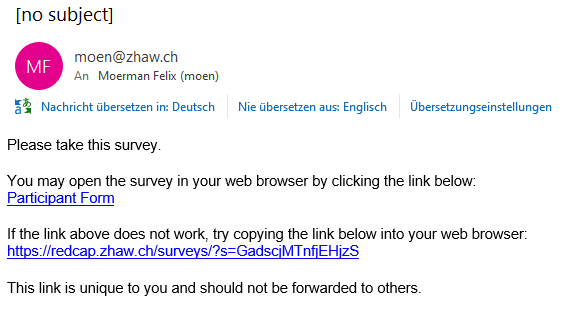 [no subject]
MF
moen@zhaw.ch
An Moerman Felix (moen)
Nachricht übersetzen in: Deutsch Nie übersetzen aus: Englisch Übersetzungseinstellungen
Please take this survey.
You may open the survey in your web browser by clicking the link below:
Participant Form
If the link above does not work, try copying the link below into your web browser:
https://redcap.zhaw.ch/surveys/?s=GadscjMTnfjEHjzS
This link is unique to you and should not be forwarded to others.